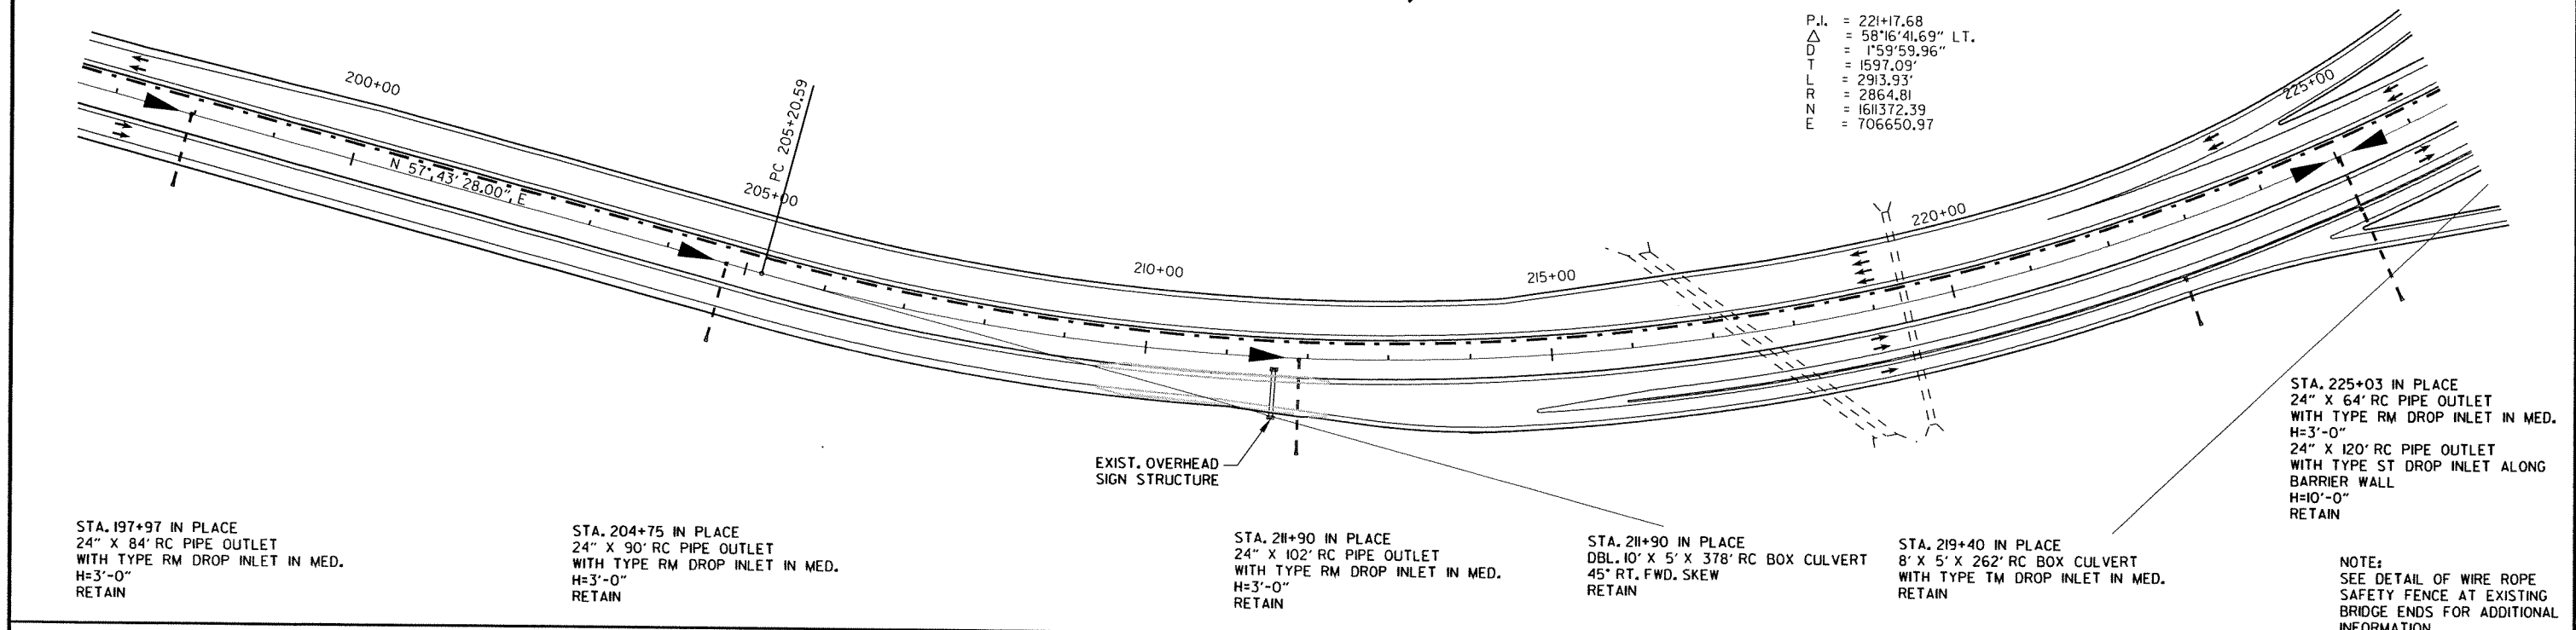 P.I. = 221+17.68
△ = 58°16'41.69" LT.
D = 1°59'59.96"
T = 1597.09'
L = 2913.93'
R = 2864.81
N = 1611372.39
E = 706650.97
200+00
N 57° 43' 28.00" E
PC 205+20.59
205+00
210+00
215+00
220+00
225+00
EXIST. OVERHEAD
SIGN STRUCTURE
STA. 197+97 IN PLACE
24" X 84' RC PIPE OUTLET
WITH TYPE RM DROP INLET IN MED.
H=3'-0"
RETAIN
STA. 204+75 IN PLACE
24" X 90' RC PIPE OUTLET
WITH TYPE RM DROP INLET IN MED.
H=3'-0"
RETAIN
STA. 211+90 IN PLACE
24" X 102' RC PIPE OUTLET
WITH TYPE RM DROP INLET IN MED.
H=3'-0"
RETAIN
STA. 211+90 IN PLACE
DBL. 10' X 5' X 378' RC BOX CULVERT
45° RT. FWD. SKEW
RETAIN
STA. 219+40 IN PLACE
8' X 5' X 262' RC BOX CULVERT
WITH TYPE TM DROP INLET IN MED.
RETAIN
STA. 225+03 IN PLACE
24" X 64' RC PIPE OUTLET
WITH TYPE RM DROP INLET IN MED.
H=3'-0"
24" X 120' RC PIPE OUTLET
WITH TYPE ST DROP INLET ALONG
BARRIER WALL
H=10'-0"
RETAIN
NOTE:
SEE DETAIL OF WIRE ROPE
SAFETY FENCE AT EXISTING
BRIDGE ENDS FOR ADDITIONAL
INFORMATION